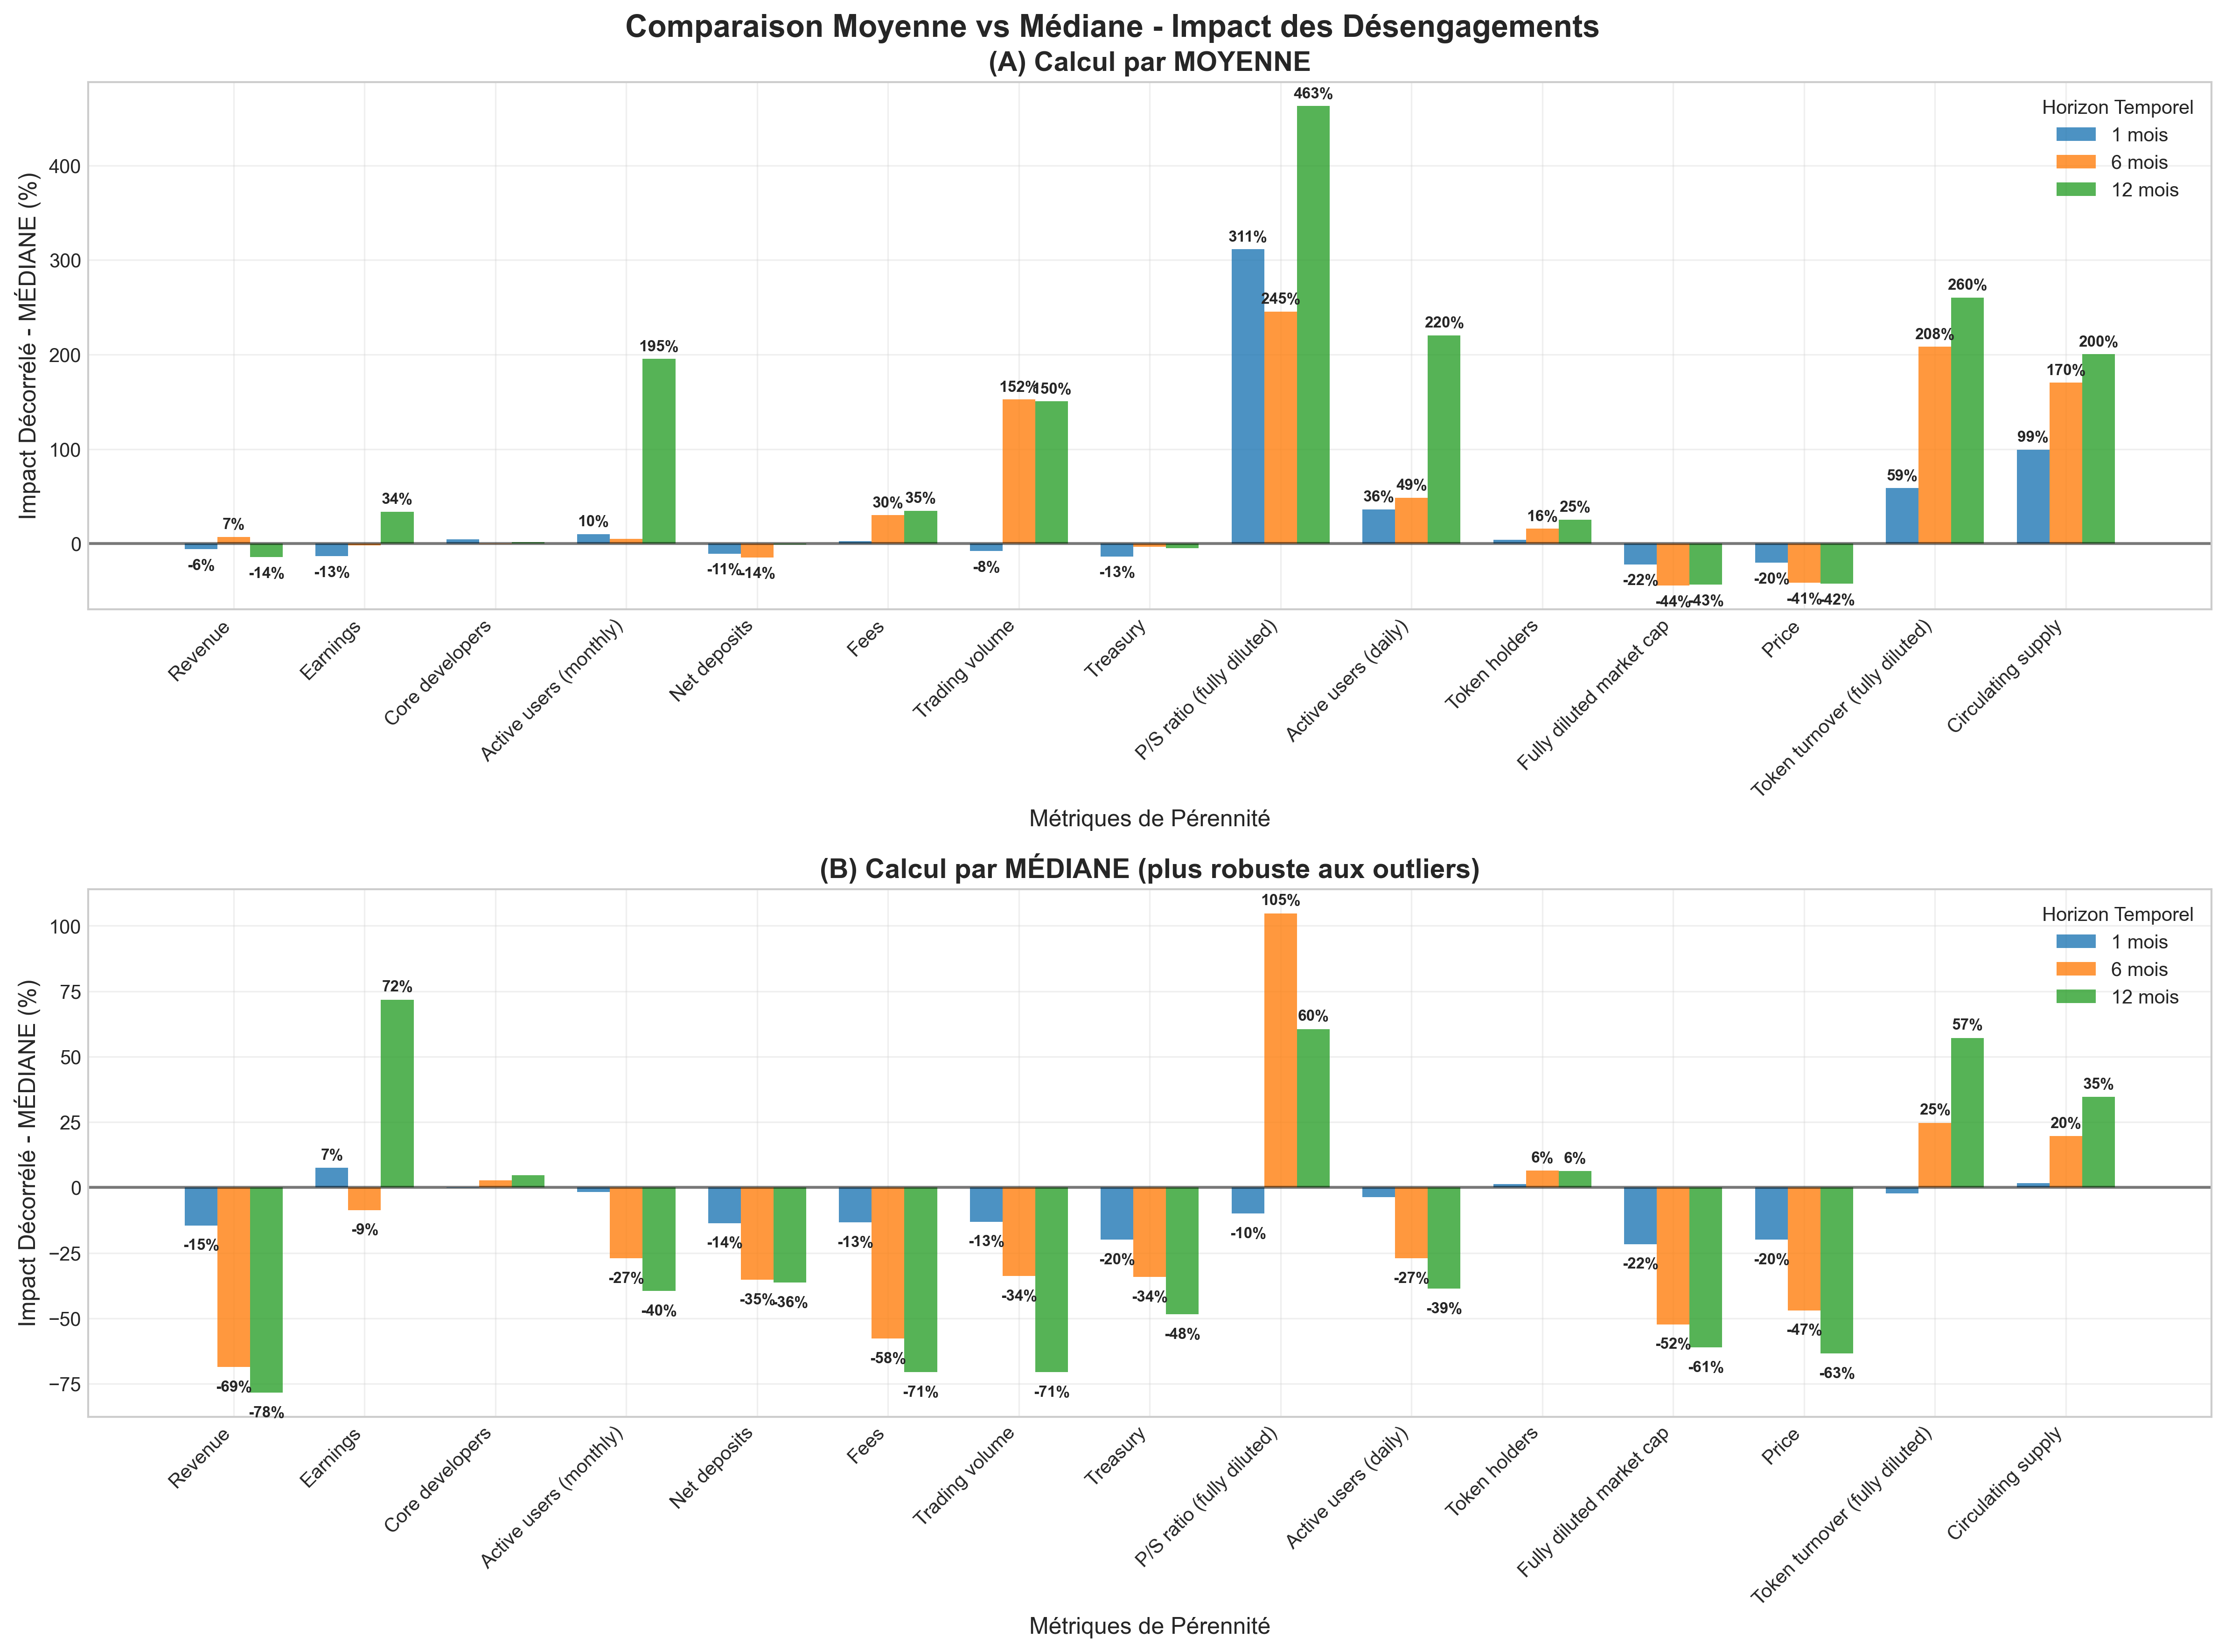 Comparaison Moyenne vs Médiane - Impact des Désengagements
(A) Calcul par MOYENNE
Impact Décorrélé - MÉDIANE (%)
400
300
200
100
0
Horizon Temporel
1 mois
6 mois
12 mois
-6%
7%
-14%
-13%
34%
10%
195%
-11%
-14%
30%
35%
-8%
152%
150%
-13%
311%
245%
463%
36%
49%
220%
16%
25%
-22%
-44%
-43%
-20%
-41%
-42%
59%
208%
260%
99%
170%
200%
Revenue
Earnings
Core developers
Active users (monthly)
Net deposits
Fees
Trading volume
Treasury
P/S ratio (fully diluted)
Active users (daily)
Token holders
Fully diluted market cap
Price
Token turnover (fully diluted)
Circulating supply
Métriques de Pérennité
(B) Calcul par MÉDIANE (plus robuste aux outliers)
Impact Décorrélé - MÉDIANE (%)
100
75
50
25
0
−25
−50
−75
Horizon Temporel
1 mois
6 mois
12 mois
-15%
-69%
-78%
7%
-9%
72%
-27%
-40%
-14%
-35%
-36%
-13%
-58%
-71%
-13%
-34%
-71%
-20%
-34%
-48%
-10%
105%
60%
-27%
-39%
6%
6%
-22%
-52%
-61%
-20%
-47%
-63%
25%
57%
20%
35%
Revenue
Earnings
Core developers
Active users (monthly)
Net deposits
Fees
Trading volume
Treasury
P/S ratio (fully diluted)
Active users (daily)
Token holders
Fully diluted market cap
Price
Token turnover (fully diluted)
Circulating supply
Métriques de Pérennité